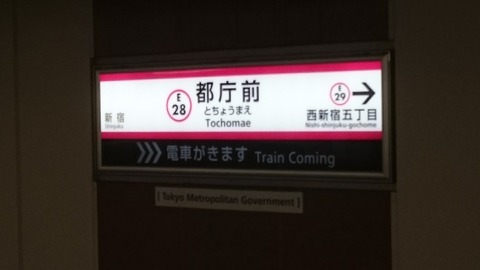 新宿
Shinjuku
E
28
都庁前
とちょうまえ
Tochomae
E
29
西新宿五丁目
Nishi-shinjuku-gochome
電車がきます Train Coming
[ Tokyo Metropolitan Government ]